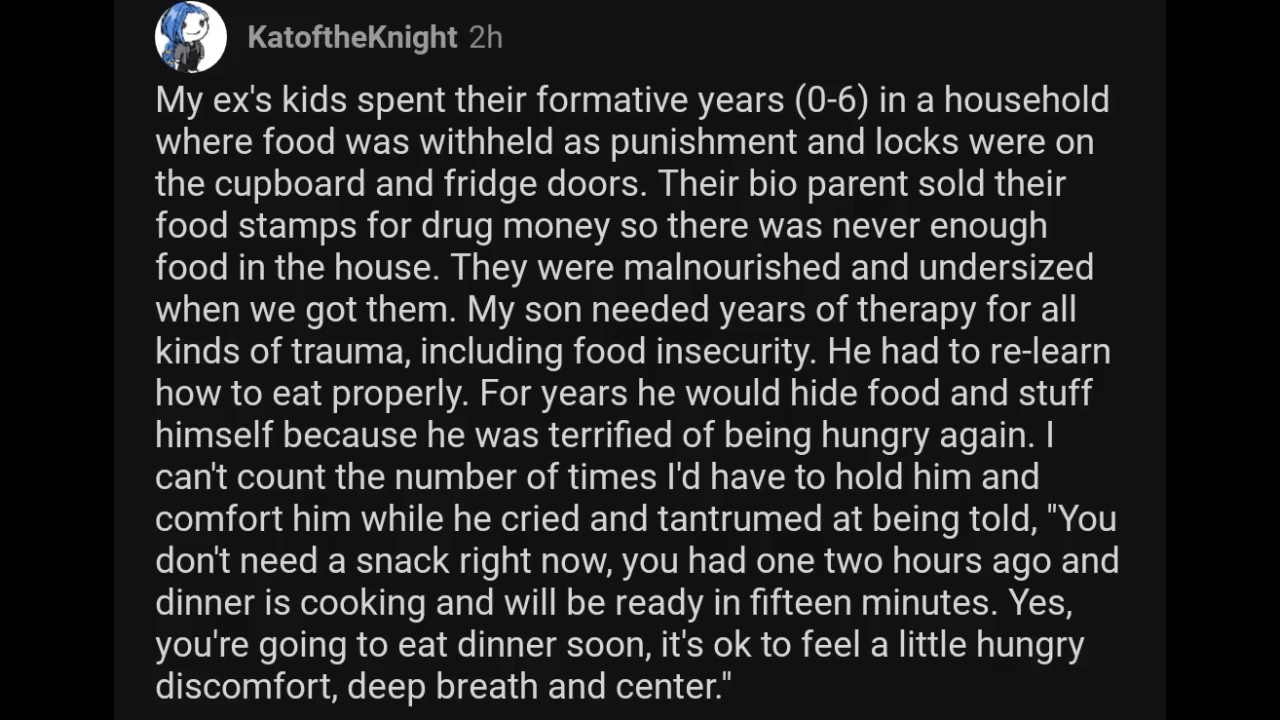 KatoftheKnight 2h
My ex's kids spent their formative years (0-6) in a household
where food was withheld as punishment and locks were on
the cupboard and fridge doors. Their bio parent sold their
food stamps for drug money so there was never enough
food in the house. They were malnourished and undersized
when we got them. My son needed years of therapy for all
kinds of trauma, including food insecurity. He had to re-learn
how to eat properly. For years he would hide food and stuff
himself because he was terrified of being hungry again. I
can't count the number of times I'd have to hold him and
comfort him while he cried and tantrumed at being told, "You
don't need a snack right now, you had one two hours ago and
dinner is cooking and will be ready in fifteen minutes. Yes,
you're going to eat dinner soon, it's ok to feel a little hungry
discomfort, deep breath and center."